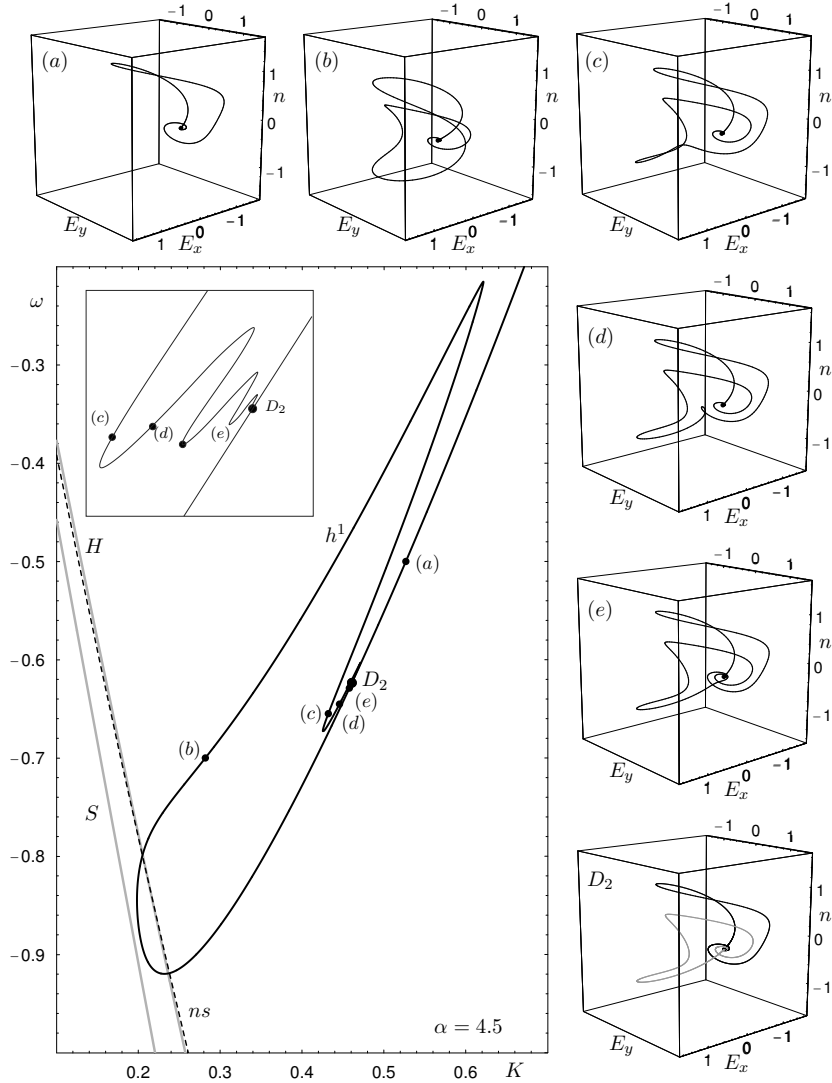 −1 0 1
(a)
1
n
0
−1
E_y
1 0 −1
E_x
−1 0 1
(b)
1
n
0
−1
E_y
1 0 −1
E_x
−1 0 1
(c)
1
n
0
−1
E_y
1 0 −1
E_x
ω
−0.3
−0.4
−0.5
−0.6
−0.7
−0.8
−0.9
(c)
(d)
(e)
D_2
H
h^1
(a)
D_2
(e)
(c)
(d)
(b)
S
ns
α = 4.5
0.2 0.3 0.4 0.5 K 0.6
−1 0 1
(d)
1
n
0
−1
E_y
1 0 −1
E_x
−1 0 1
(e)
1
n
0
−1
E_y
1 0 −1
E_x
−1 0 1
D_2
1
n
0
−1
E_y
1 0 −1
E_x